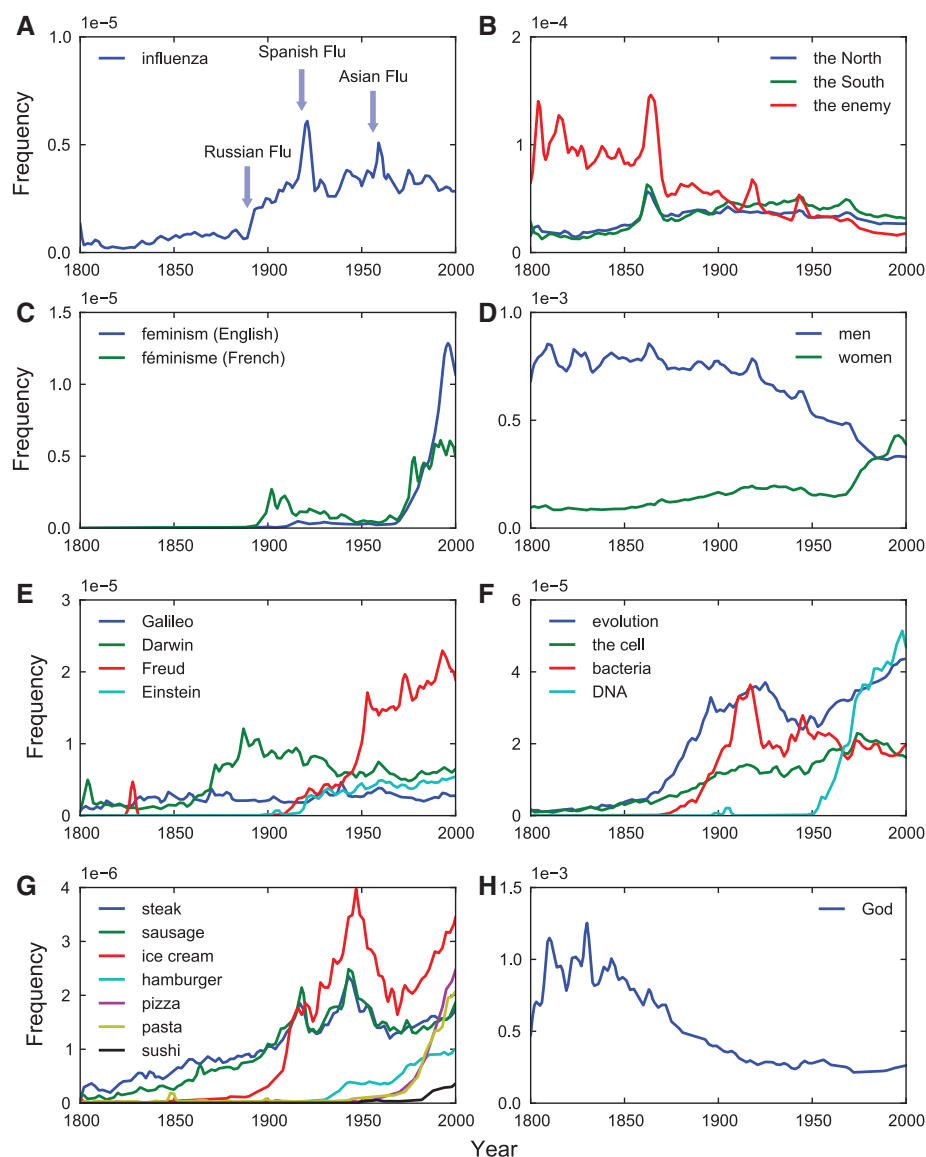 A
1e−5
1.0
0.5
0.0
Frequency
influenza
Spanish Flu
Asian Flu
Russian Flu
1800 1850 1900 1950 2000
B
1e−4
2
1
0
the North
the South
the enemy
1800 1850 1900 1950 2000
C
1e−5
1.5
1.0
0.5
0.0
Frequency
feminism (English)
féminisme (French)
1800 1850 1900 1950 2000
D
1e−3
1.0
0.5
0.0
men
women
1800 1850 1900 1950 2000
E
1e−5
3
2
1
0
Frequency
Galileo
Darwin
Freud
Einstein
1800 1850 1900 1950 2000
F
1e−5
6
4
2
0
evolution
the cell
bacteria
DNA
1800 1850 1900 1950 2000
G
1e−6
4
3
2
1
0
Frequency
steak
sausage
ice cream
hamburger
pizza
pasta
sushi
1800 1850 1900 1950 2000
H
1e−3
1.5
1.0
0.5
0.0
God
1800 1850 1900 1950 2000
Year